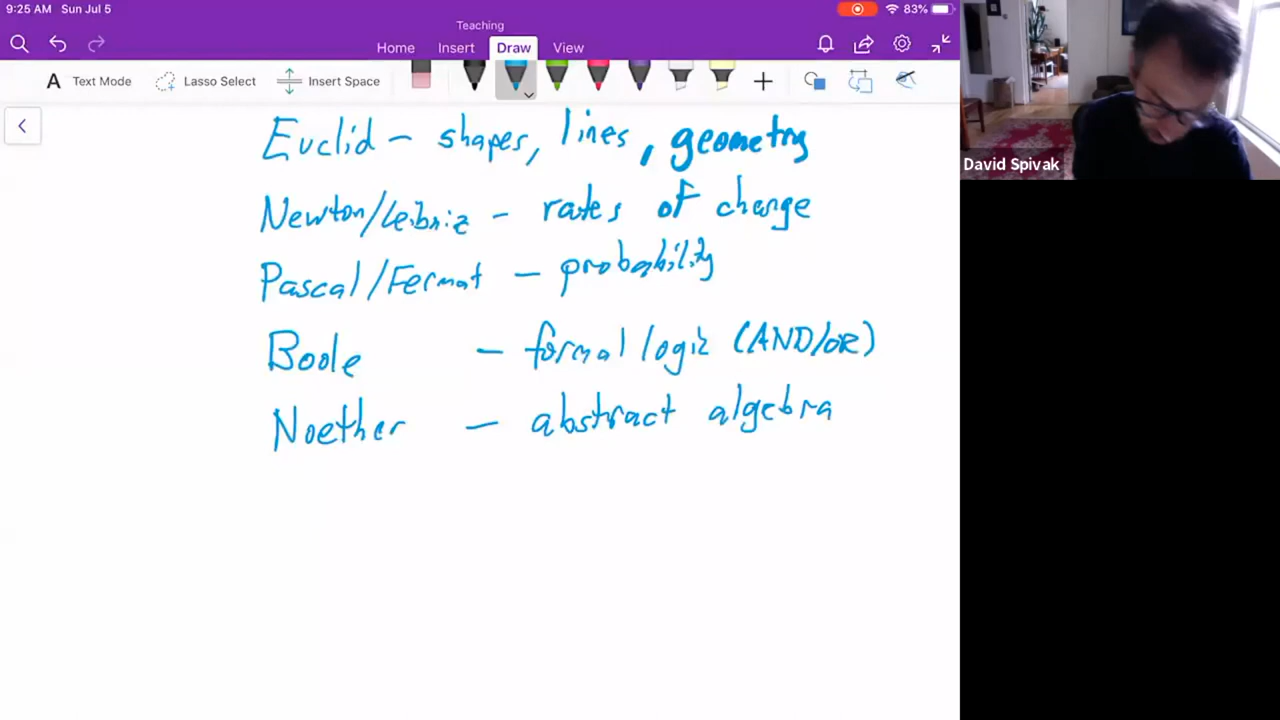 9:25 AM Sun Jul 5
83%
Teaching
Home Insert Draw View
Text Mode Lasso Select Insert Space
Euclid – shapes, lines, geometry
Newton/Leibniz – rates of change
Pascal/Fermat – probability
Boole – formal logic (AND/OR)
Noether – abstract algebra
David Spivak